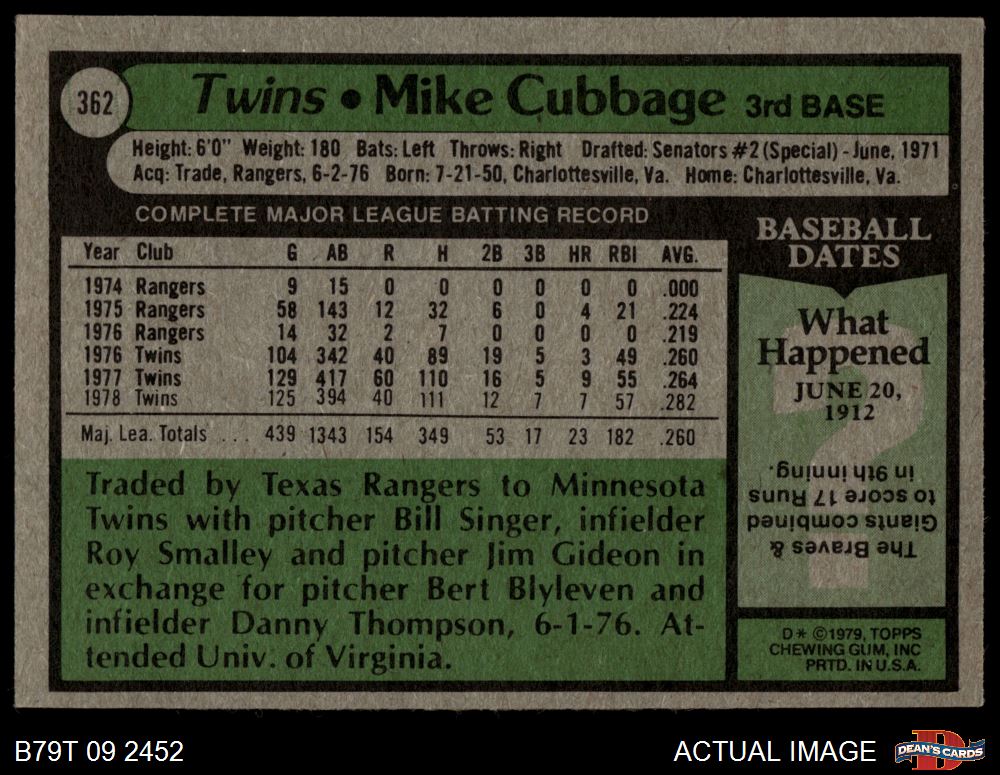 362
Twins • Mike Cubbage 3rd BASE
Height: 6'0" Weight: 180 Bats: Left Throws: Right Drafted: Senators #2 (Special) - June, 1971
Acq: Trade, Rangers, 6-2-76 Born: 7-21-50, Charlottesville, Va. Home: Charlottesville, Va.
COMPLETE MAJOR LEAGUE BATTING RECORD
Year Club G AB R H 2B 3B HR RBI AVG.
1974 Rangers 9 15 0 0 0 0 0 0 .000
1975 Rangers 58 143 12 32 6 0 4 21 .224
1976 Rangers 14 32 2 7 0 0 0 0 .219
1976 Twins 104 342 40 89 19 5 3 49 .260
1977 Twins 129 417 60 110 16 5 9 55 .264
1978 Twins 125 394 40 111 12 7 7 57 .282
Maj. Lea. Totals . . . 439 1343 154 349 53 17 23 182 .260
Traded by Texas Rangers to Minnesota
Twins with pitcher Bill Singer, infielder
Roy Smalley and pitcher Jim Gideon in
exchange for pitcher Bert Blyleven and
infielder Danny Thompson, 6-1-76. At-
tended Univ. of Virginia.
BASEBALL
DATES
What
Happened
JUNE 20,
1912
?
The Braves &
Giants combined
to score 17 Runs
in 9th inning.
D* ©1979, TOPPS
CHEWING GUM, INC
PRTD. IN U.S.A.
B79T 09 2452
ACTUAL IMAGE
D
DEAN'S CARDS